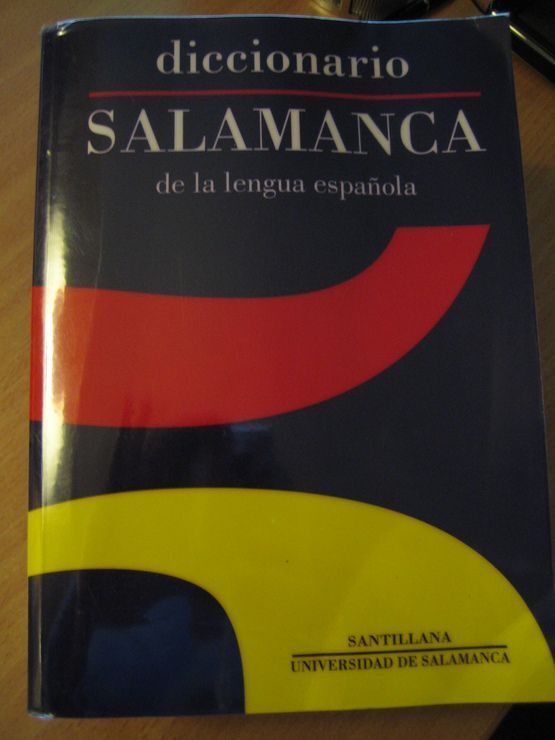 diccionario
SALAMANCA
de la lengua española
SANTILLANA
UNIVERSIDAD DE SALAMANCA